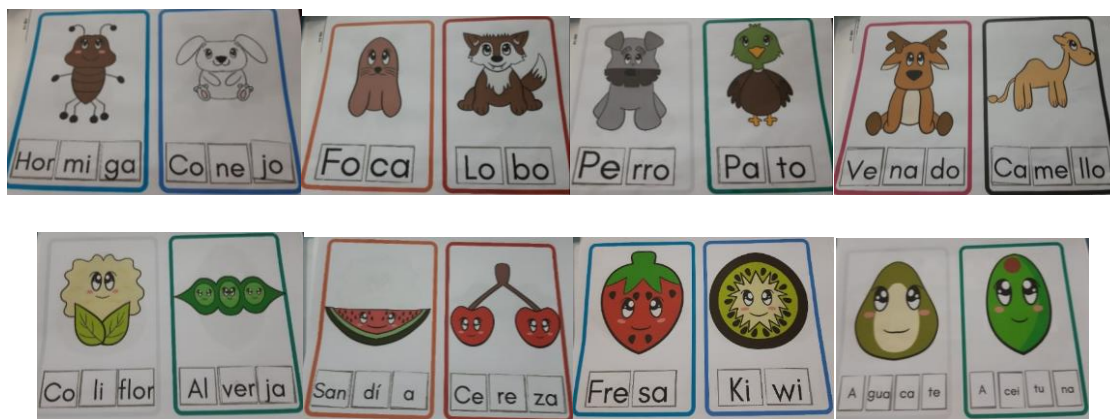 Hor mi ga
Co ne jo
Fo ca
Lo bo
Pe rro
Pa to
Ve na do
Ca me llo
Co li flor
Al ver ja
San dí a
Ce re za
Fre sa
Ki wi
A gua ca te
A cei tu na